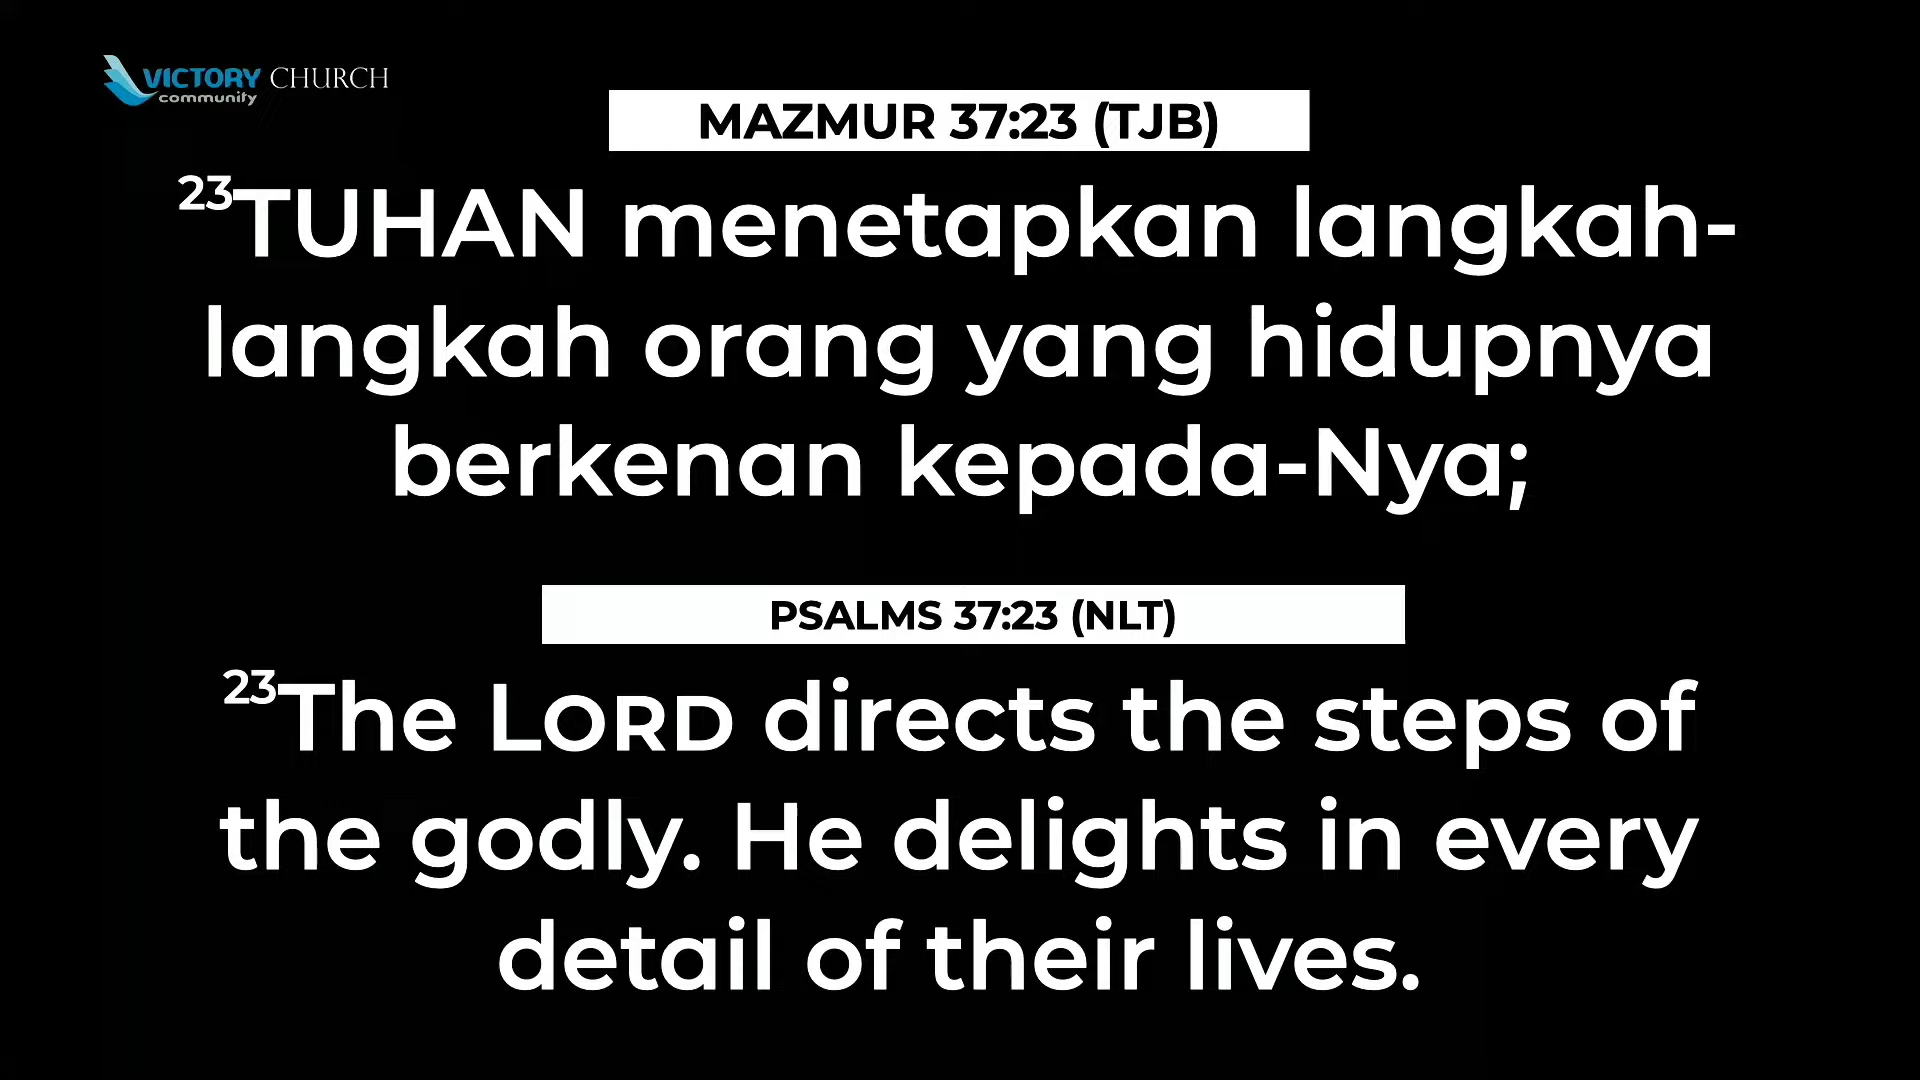 VICTORY CHURCH
community
MAZMUR 37:23 (TJB)
23TUHAN menetapkan langkah-
langkah orang yang hidupnya
berkenan kepada-Nya;
PSALMS 37:23 (NLT)
23The LORD directs the steps of
the godly. He delights in every
detail of their lives.